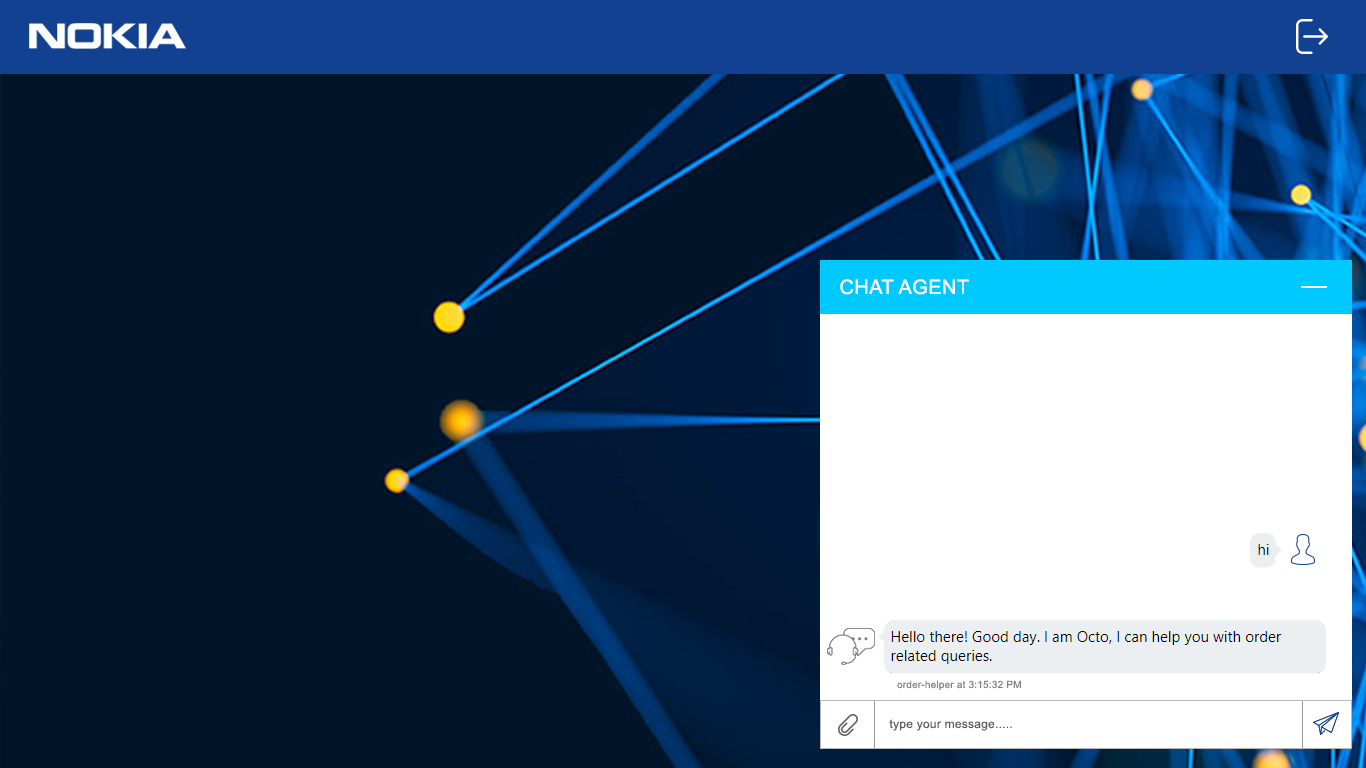 NOKIA
CHAT AGENT
hi
Hello there! Good day. I am Octo, I can help you with order
related queries.
order-helper at 3:15:32 PM
type your message.....